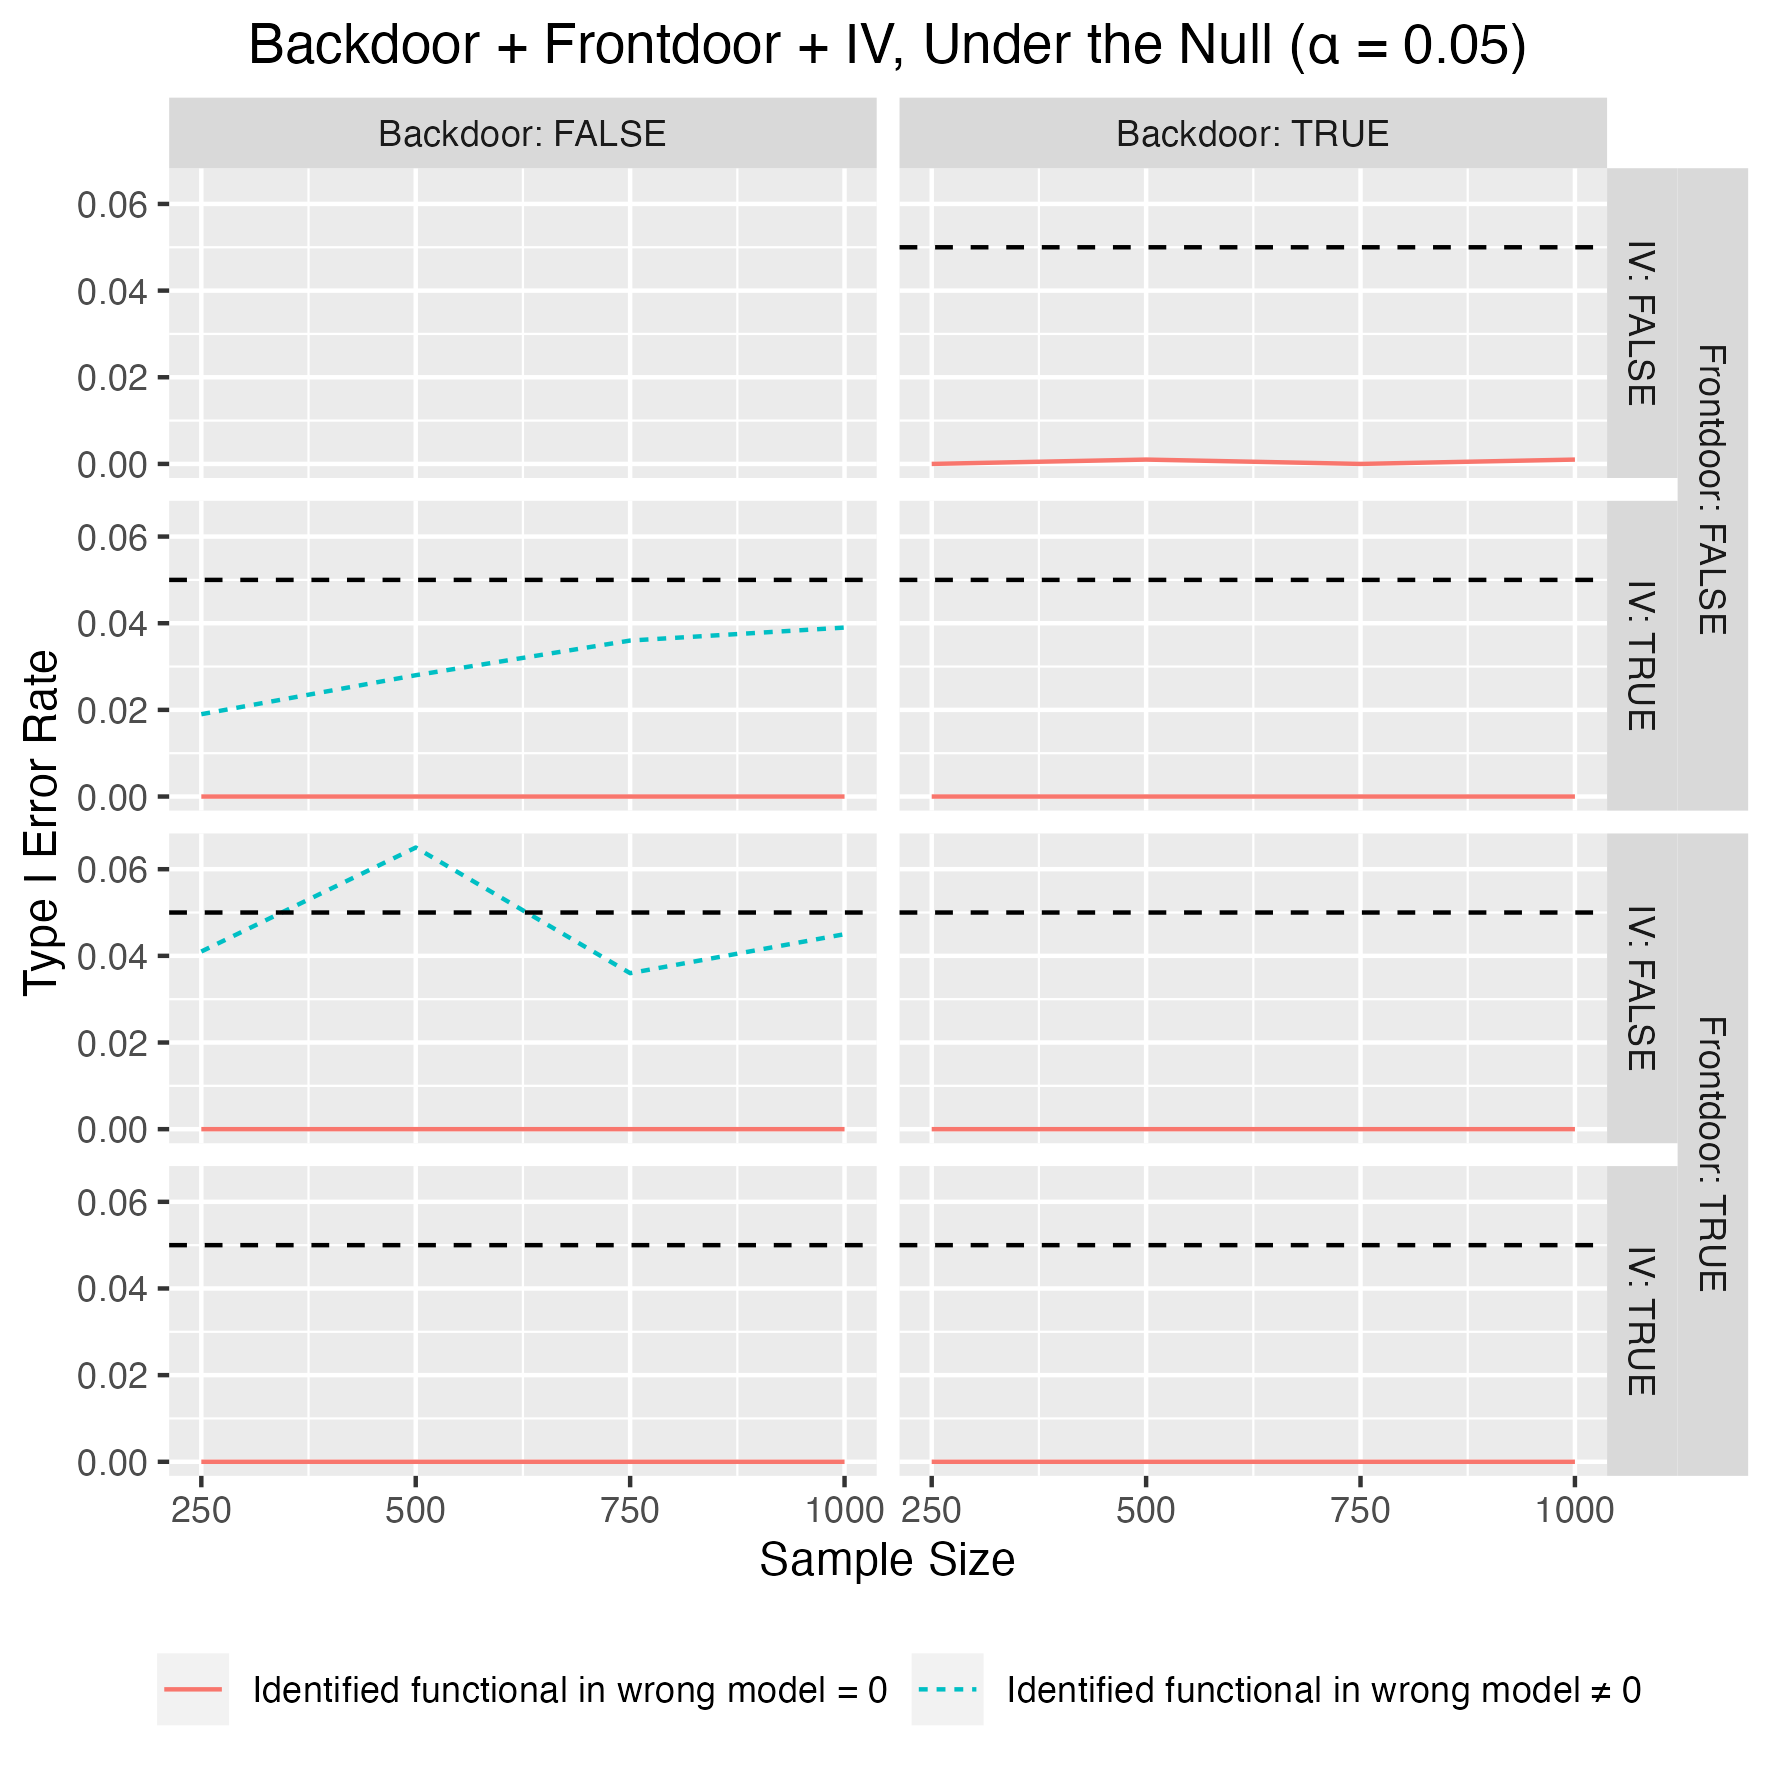 Backdoor + Frontdoor + IV, Under the Null (α = 0.05)
Backdoor: FALSE
Backdoor: TRUE
Type I Error Rate
0.06
0.04
0.02
0.00
IV: FALSE
0.06
0.04
0.02
0.00
IV: TRUE
Frontdoor: FALSE
0.06
0.04
0.02
0.00
IV: FALSE
0.06
0.04
0.02
0.00
IV: TRUE
Frontdoor: TRUE
250 500 750 1000 250 500 750 1000
Sample Size
Identified functional in wrong model = 0
Identified functional in wrong model ≠ 0